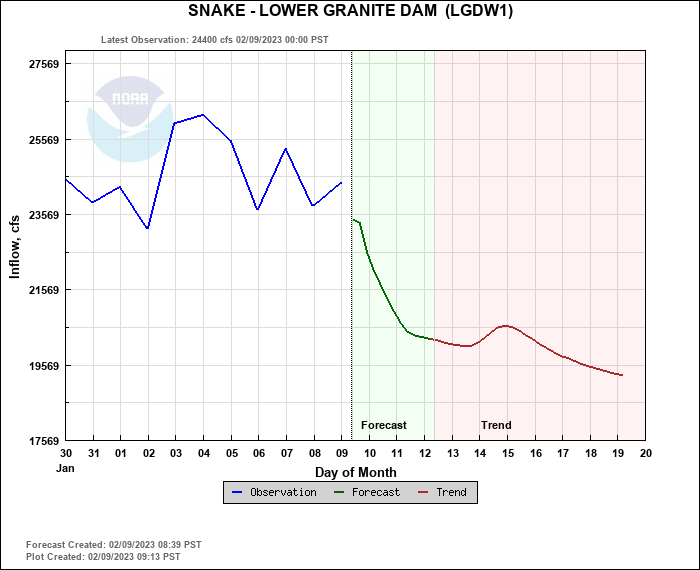 SNAKE - LOWER GRANITE DAM (LGDW1)
Latest Observation: 24400 cfs 02/09/2023 00:00 PST
27569
25569
23569
21569
19569
17569
Inflow, cfs
NOAA
Forecast
Trend
30 31 01 02 03 04 05 06 07 08 09 10 11 12 13 14 15 16 17 18 19 20
Jan
Day of Month
Observation Forecast Trend
Forecast Created: 02/09/2023 08:39 PST
Plot Created: 02/09/2023 09:13 PST